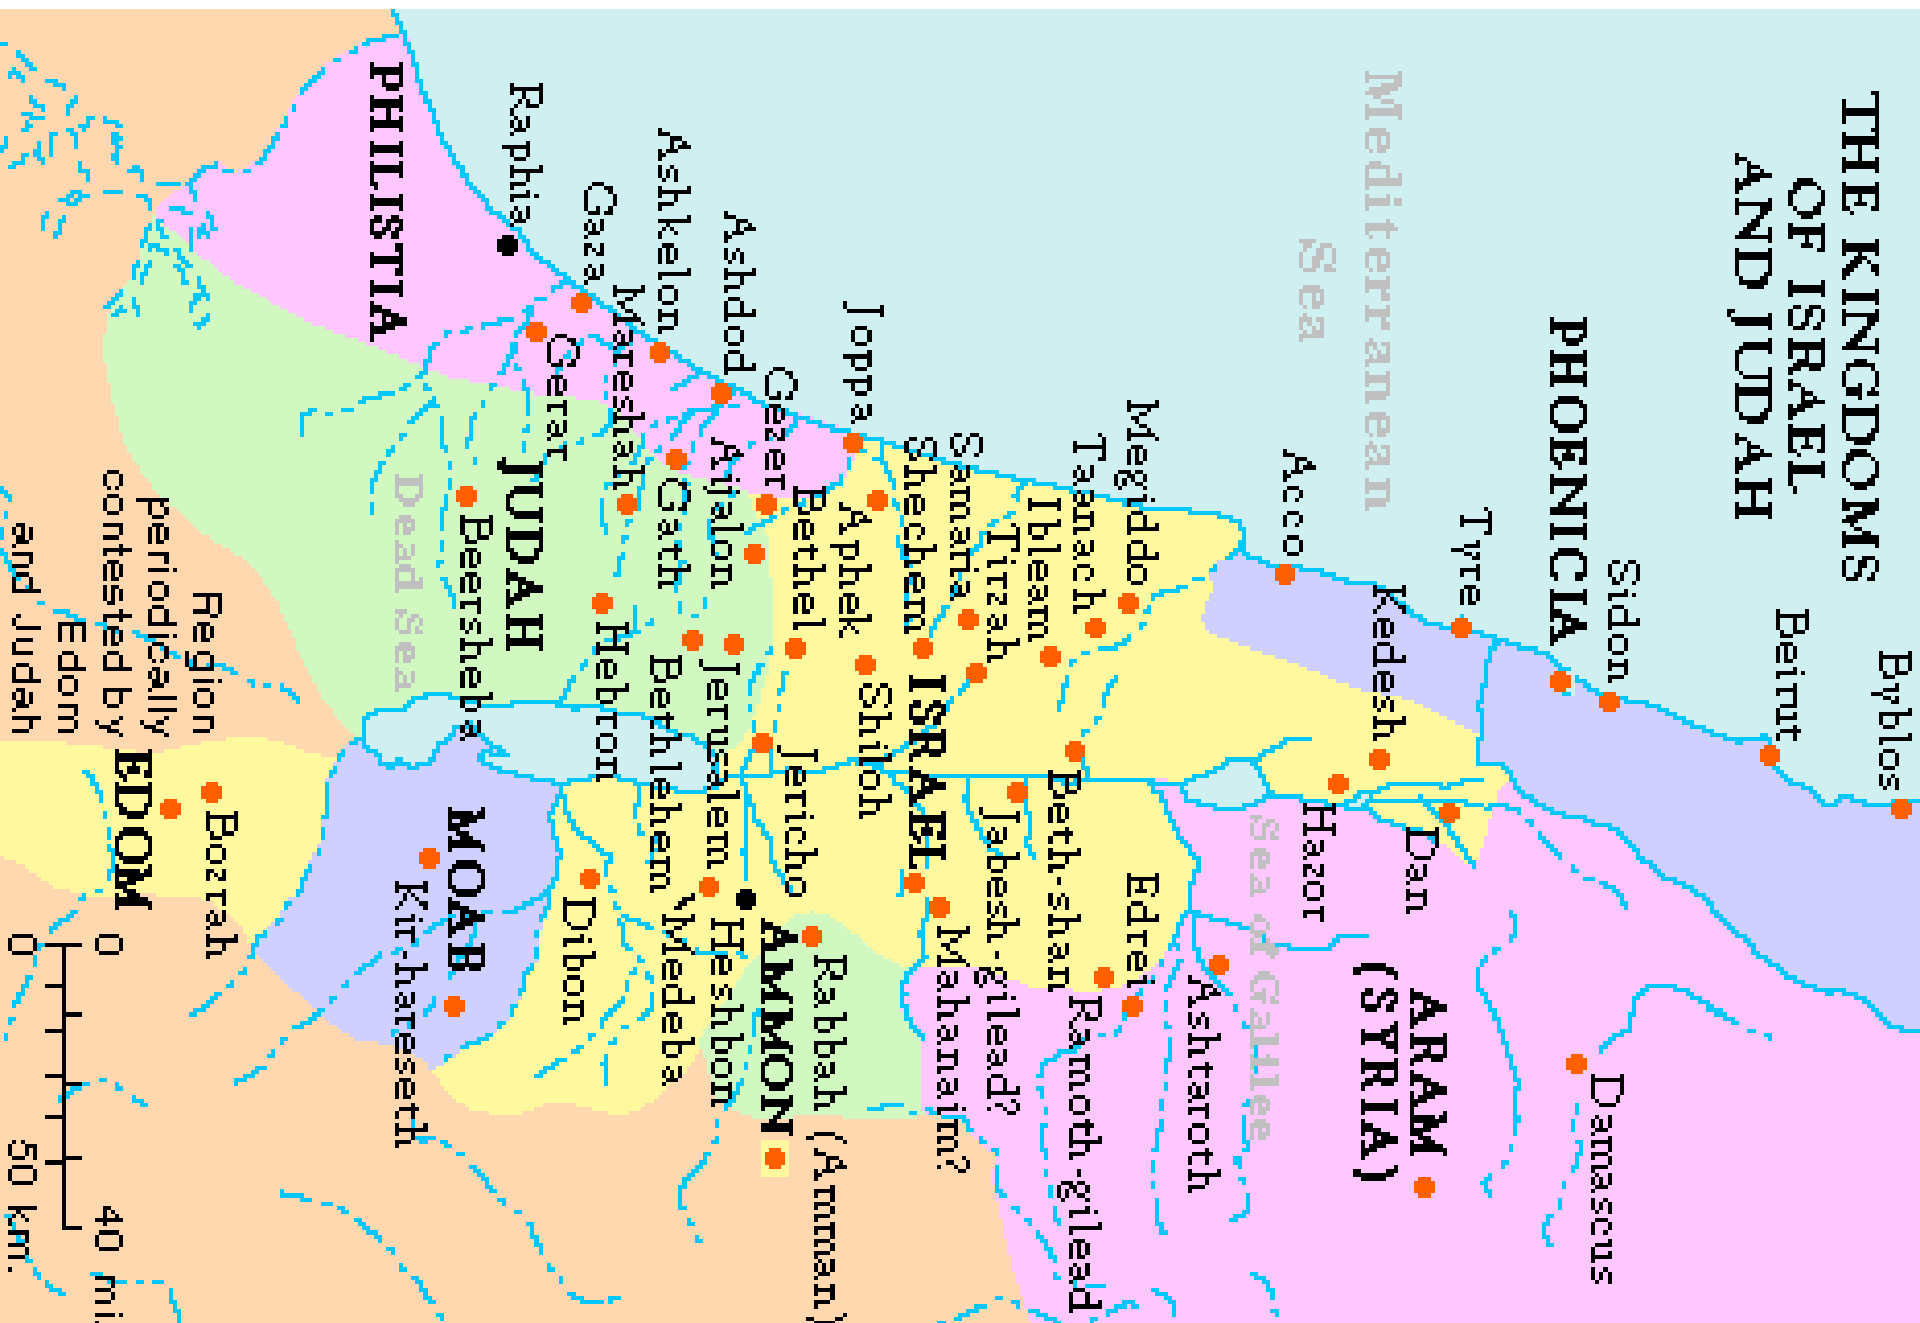 THE KINGDOMS
OF ISRAEL
AND JUDAH
Byblos
Beirut
Sidon
PHOENICIA
Tyre
Mediterranean
Sea
Kedesh
Acco
Damascus
Dan
ARAM
(SYRIA)
Hazor
Sea of Galilee
Ashtaroth
Megiddo
Edrei
Taanach
Beth-shan
Ramoth-gilead
Ibleam
Jabesh-gilead?
Tirzah
Samaria
Mahanaim?
Shechem
ISRAEL
Joppa
Aphek
Shiloh
Rabbah (Amman)
Bethel
Jericho
Gezer
AMMON
Ashdod
Aijalon
Jerusalem
Heshbon
Ashkelon
Gath
Bethlehem
Medeba
Mareshah
Hebron
Gaza
Gerar
Dibon
Raphia
JUDAH
Beersheba
MOAB
Dead Sea
Kir-hareseth
PHILISTIA
Region
periodically
contested by
Edom
and Judah
Bozrah
EDOM
0 40 mi.
0 50 km.